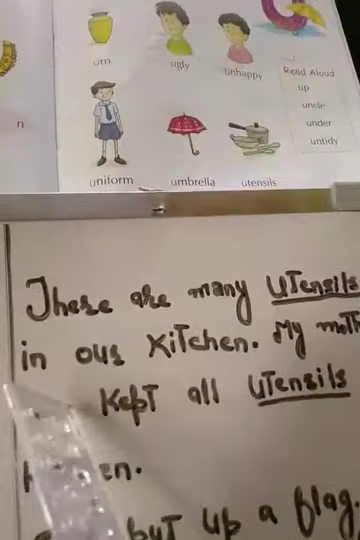 urn
ugly
unhappy
Read Aloud
up
uncle
under
untidy
n
uniform
umbrella
utensils
There are many utensils
in our kitchen. My
kept all utensils
put up a flag.